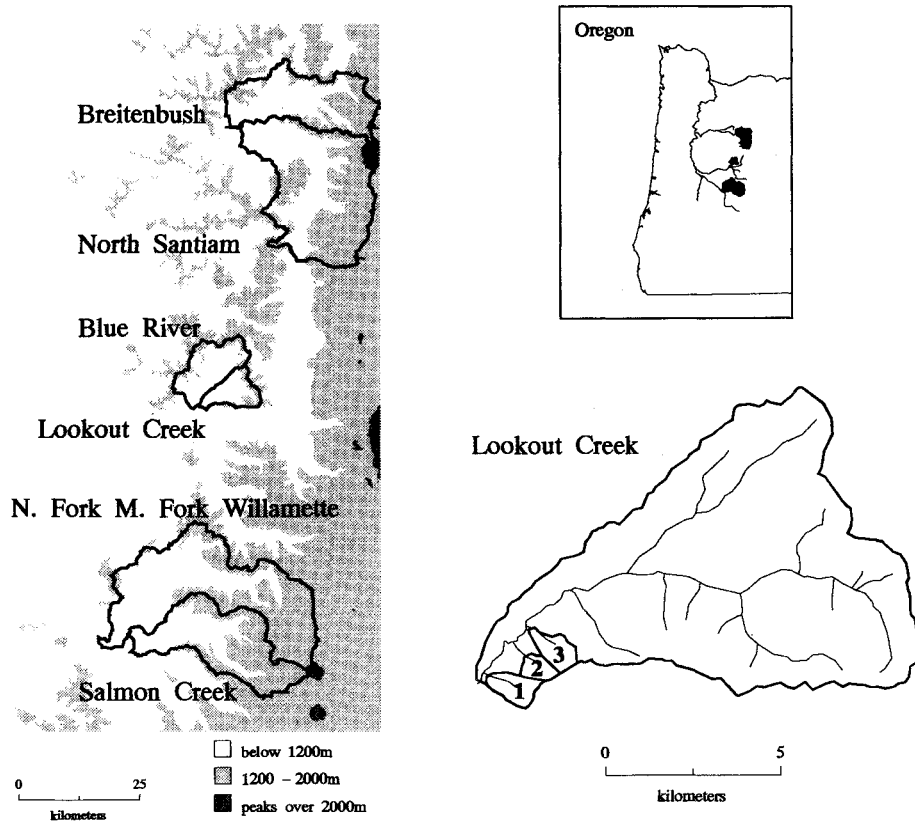 Breitenbush
North Santiam
Blue River
Lookout Creek
N. Fork M. Fork Willamette
Salmon Creek
below 1200m
1200 – 2000m
peaks over 2000m
0 25
kilometers
Oregon
Lookout Creek
3
2
1
0 5
kilometers